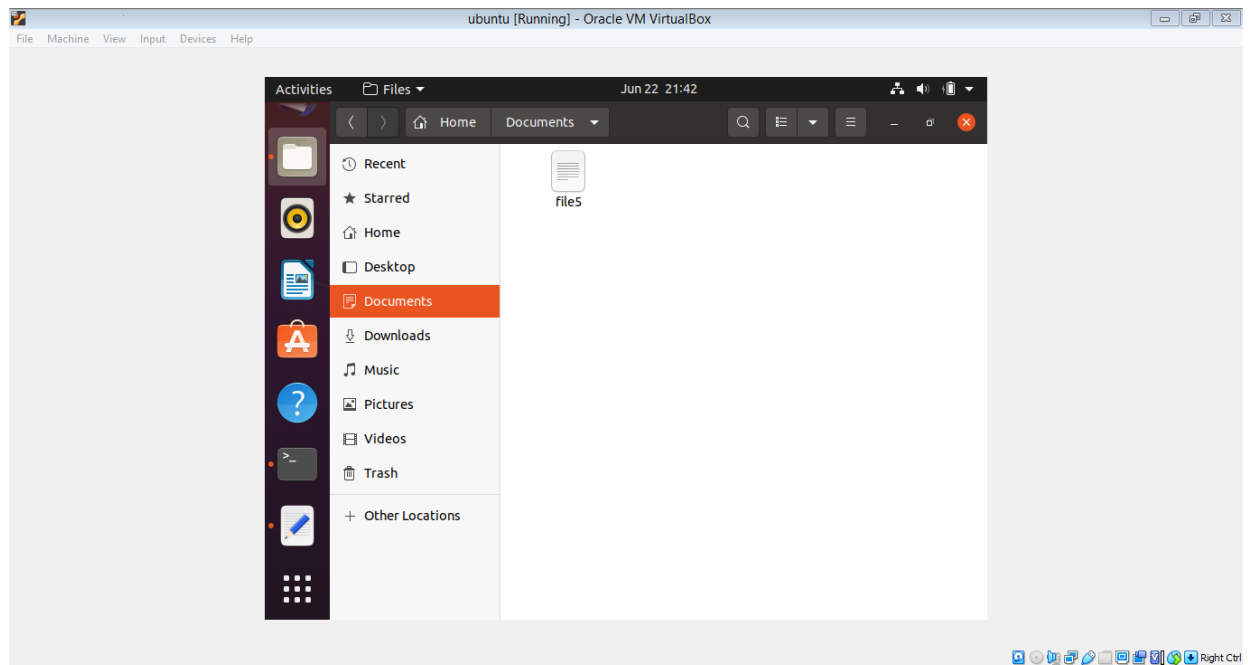 ubuntu [Running] - Oracle VM VirtualBox
File Machine View Input Devices Help
Activities Files Jun 22 21:42
Home Documents
Recent
Starred
Home
Desktop
Documents
Downloads
Music
Pictures
Videos
Trash
+ Other Locations
file5
Right Ctrl